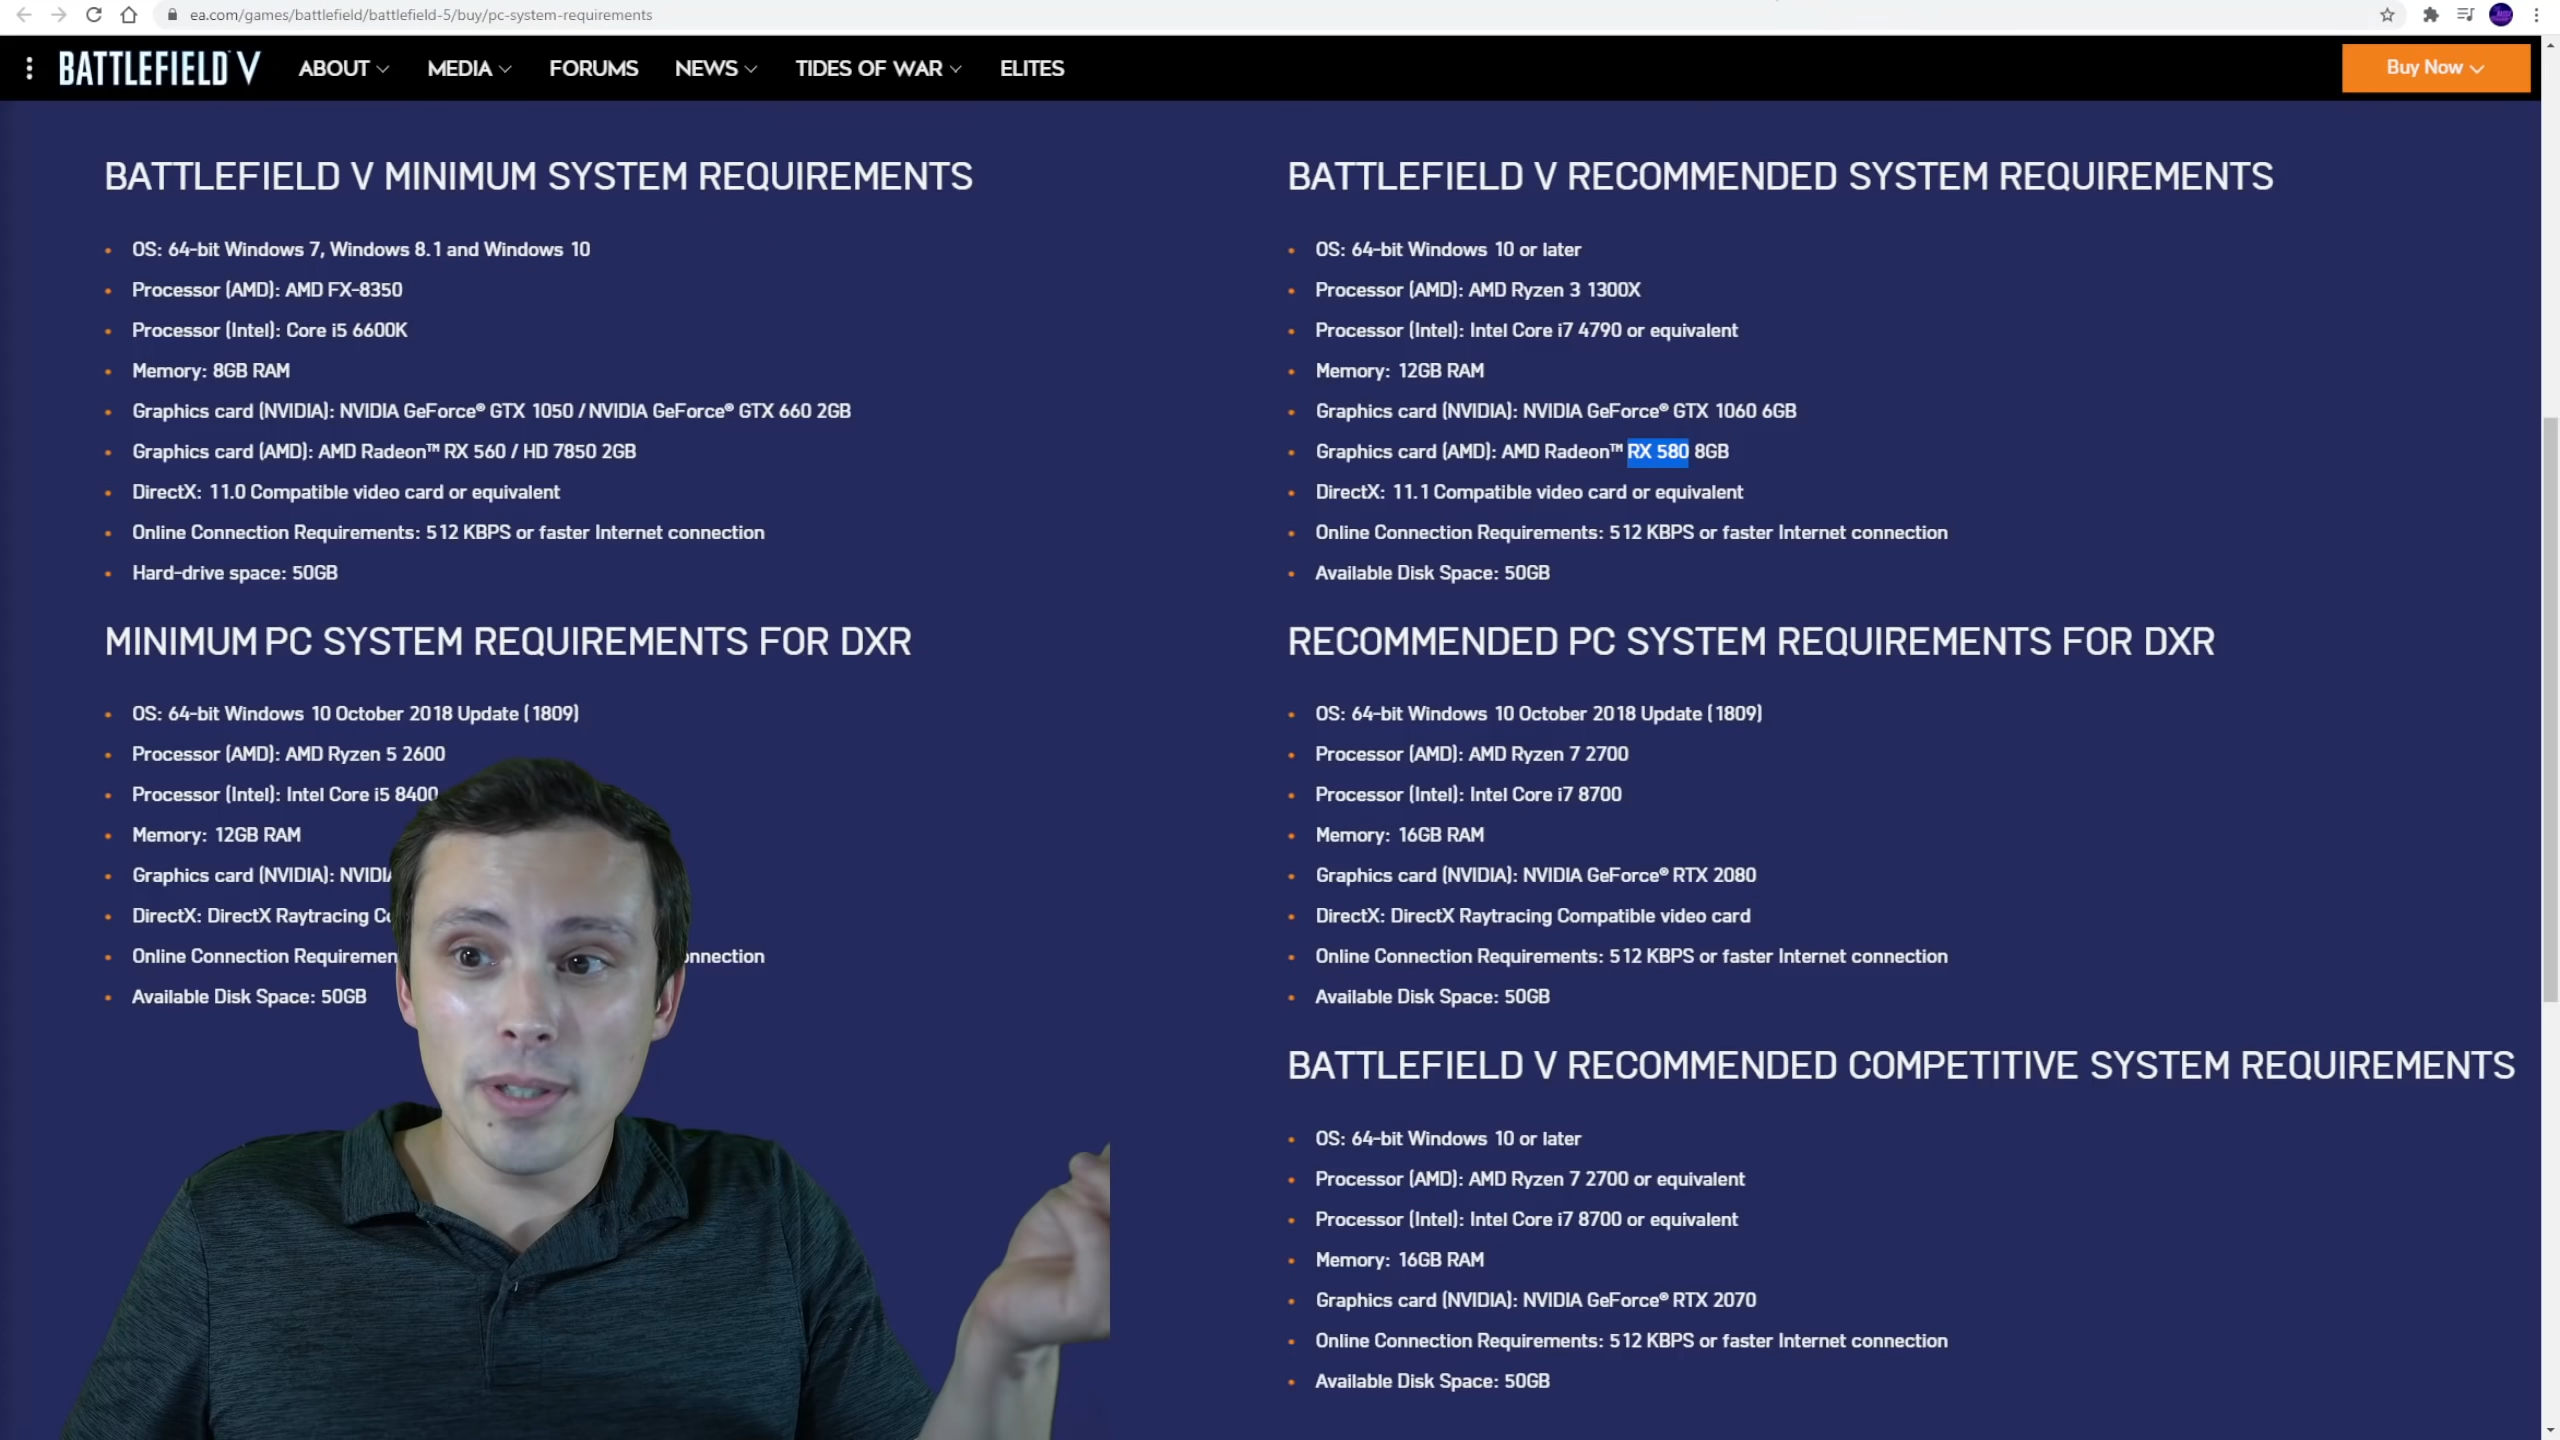 ea.com/games/battlefield/battlefield-5/buy/pc-system-requirements
BATTLEFIELD V
ABOUT
MEDIA
FORUMS
NEWS
TIDES OF WAR
ELITES
Buy Now
BATTLEFIELD V MINIMUM SYSTEM REQUIREMENTS
• OS: 64-bit Windows 7, Windows 8.1 and Windows 10
• Processor (AMD): AMD FX-8350
• Processor (Intel): Core i5 6600K
• Memory: 8GB RAM
• Graphics card (NVIDIA): NVIDIA GeForce® GTX 1050 / NVIDIA GeForce® GTX 660 2GB
• Graphics card (AMD): AMD Radeon™ RX 560 / HD 7850 2GB
• DirectX: 11.0 Compatible video card or equivalent
• Online Connection Requirements: 512 KBPS or faster Internet connection
• Hard-drive space: 50GB
BATTLEFIELD V RECOMMENDED SYSTEM REQUIREMENTS
• OS: 64-bit Windows 10 or later
• Processor (AMD): AMD Ryzen 3 1300X
• Processor (Intel): Intel Core i7 4790 or equivalent
• Memory: 12GB RAM
• Graphics card (NVIDIA): NVIDIA GeForce® GTX 1060 6GB
• Graphics card (AMD): AMD Radeon™ RX 580 8GB
• DirectX: 11.1 Compatible video card or equivalent
• Online Connection Requirements: 512 KBPS or faster Internet connection
• Available Disk Space: 50GB
MINIMUM PC SYSTEM REQUIREMENTS FOR DXR
• OS: 64-bit Windows 10 October 2018 Update (1809)
• Processor (AMD): AMD Ryzen 5 2600
• Processor (Intel): Intel Core i5 8400
• Memory: 12GB RAM
• Graphics card (NVIDIA): NVIDIA
• DirectX: DirectX Raytracing
• Online Connection
• Available Disk Space: 50GB
RECOMMENDED PC SYSTEM REQUIREMENTS FOR DXR
• OS: 64-bit Windows 10 October 2018 Update (1809)
• Processor (AMD): AMD Ryzen 7 2700
• Processor (Intel): Intel Core i7 8700
• Memory: 16GB RAM
• Graphics card (NVIDIA): NVIDIA GeForce® RTX 2080
• DirectX: DirectX Raytracing Compatible video card
• Online Connection Requirements: 512 KBPS or faster Internet connection
• Available Disk Space: 50GB
BATTLEFIELD V RECOMMENDED COMPETITIVE SYSTEM REQUIREMENTS
• OS: 64-bit Windows 10 or later
• Processor (AMD): AMD Ryzen 7 2700 or equivalent
• Processor (Intel): Intel Core i7 8700 or equivalent
• Memory: 16GB RAM
• Graphics card (NVIDIA): NVIDIA GeForce® RTX 2070
• Online Connection Requirements: 512 KBPS or faster Internet connection
• Available Disk Space: 50GB